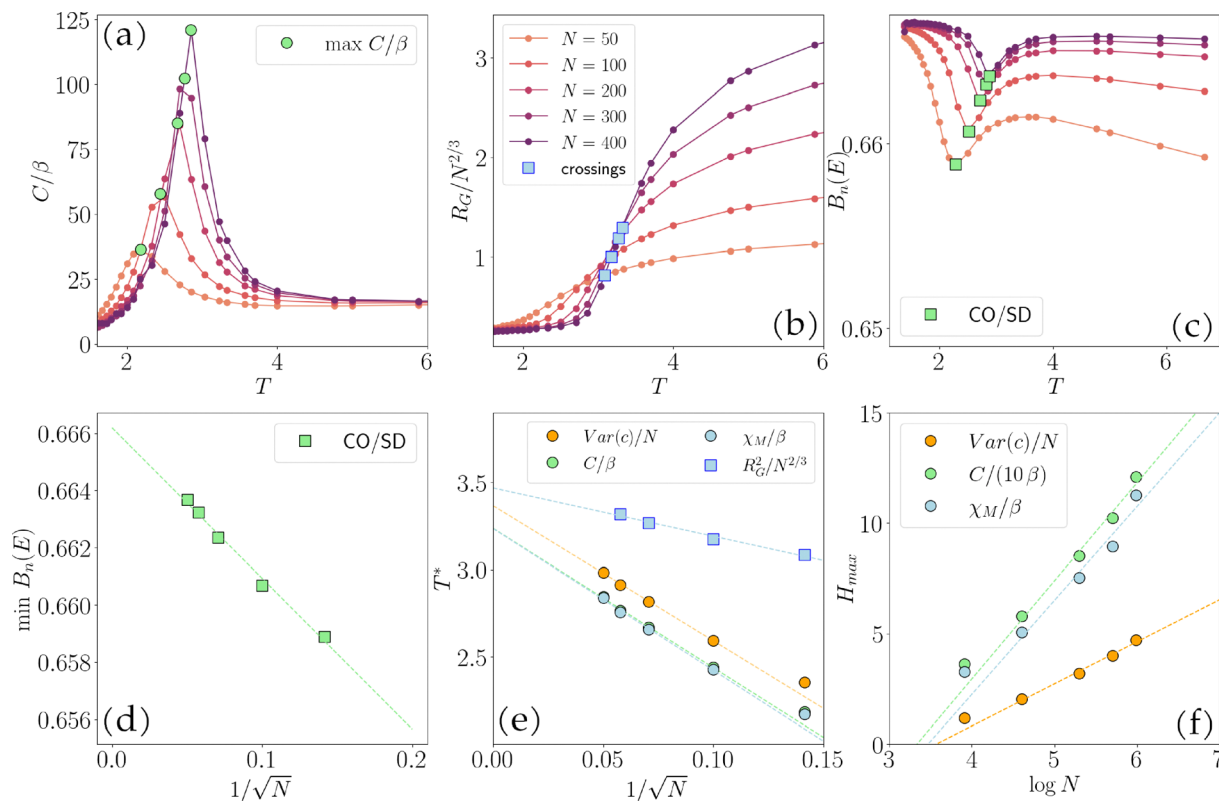 (a)
max C/β
125
100
75
50
25
0
C/β
2
4
6
T
N = 50
N = 100
N = 200
N = 300
N = 400
crossings
3
2
1
R_G/N^{2/3}
2
4
6
T
(b)
0.66
0.65
B_n(E)
CO/SD
(c)
2
4
6
T
CO/SD
0.666
0.664
0.662
0.660
0.658
0.656
min B_n(E)
(d)
0.0
0.1
0.2
1/√N
Var(c)/N
C/β
χ_M/β
R_G^2/N^{2/3}
3.5
3.0
2.5
T*
(e)
0.00
0.05
0.10
0.15
1/√N
Var(c)/N
C/(10β)
χ_M/β
15
10
5
0
H_{max}
(f)
3
4
5
6
7
log N